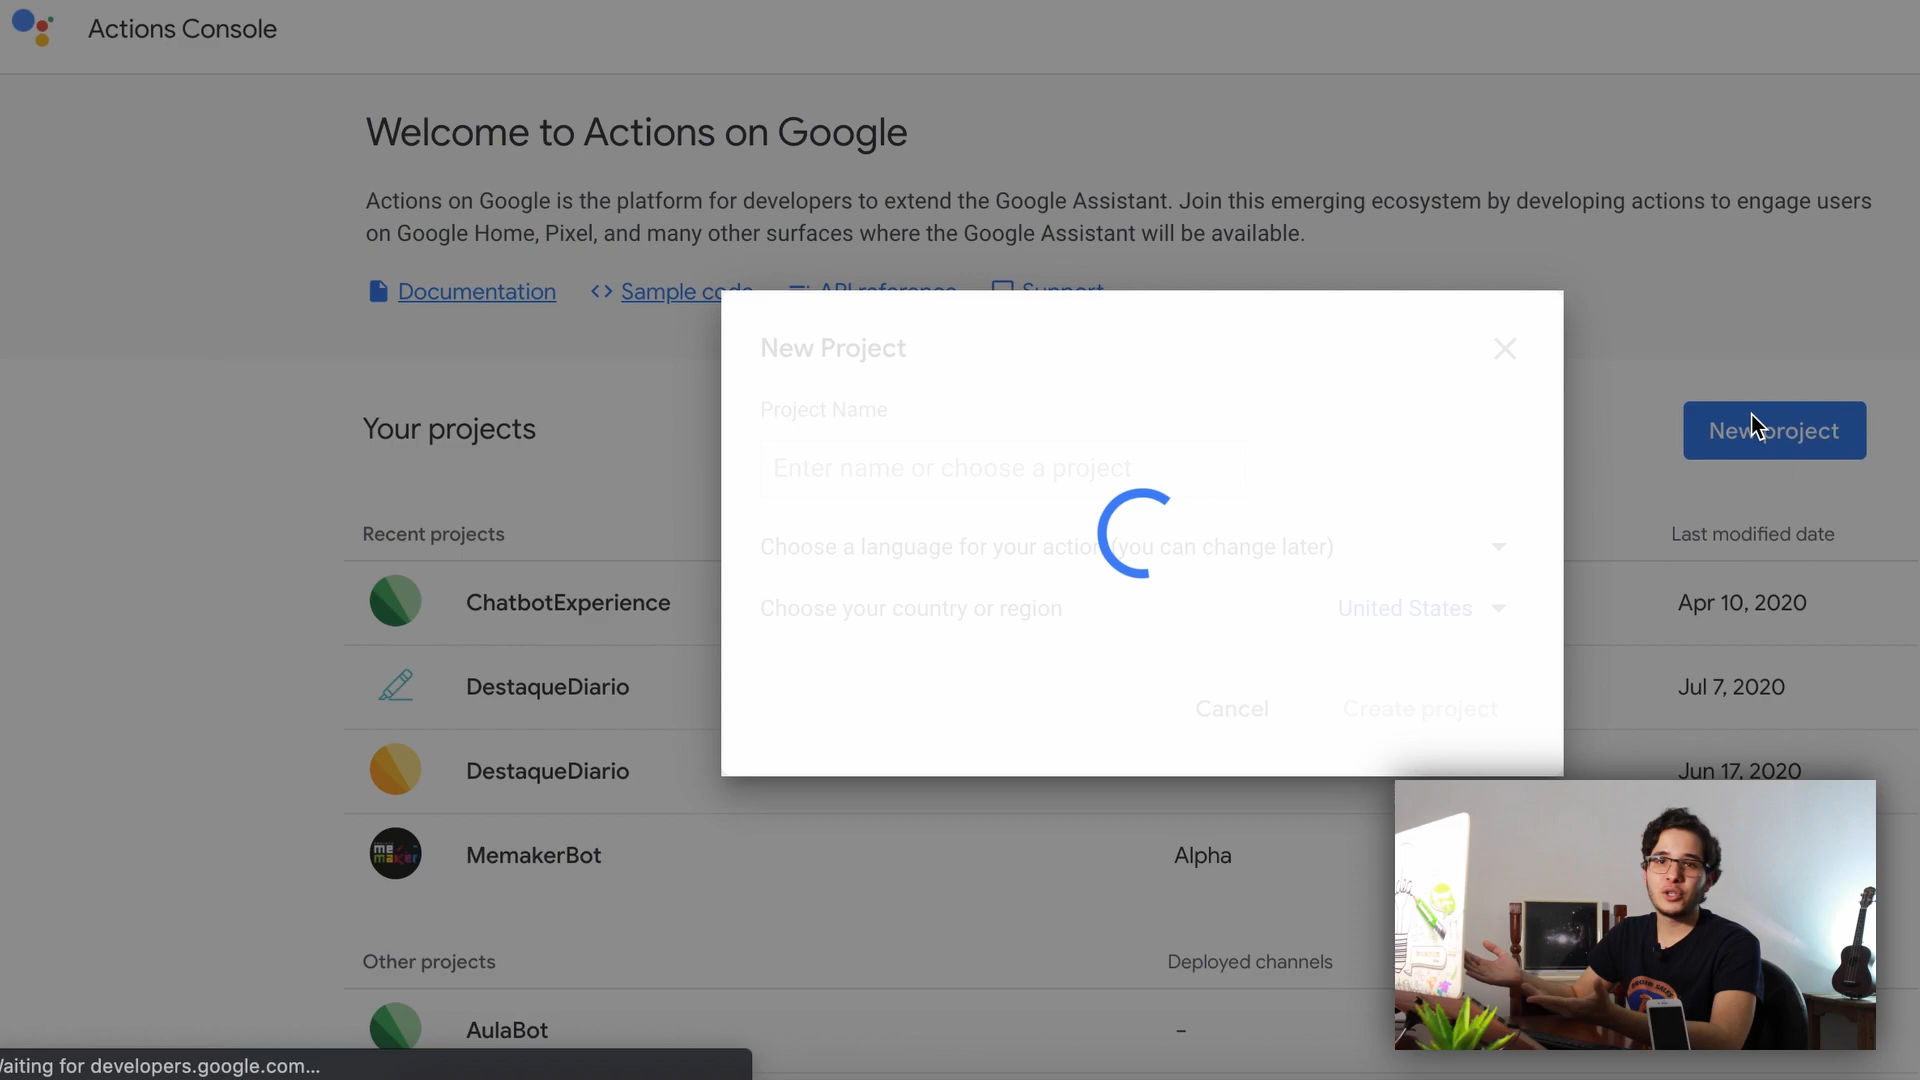 Actions Console
Welcome to Actions on Google
Actions on Google is the platform for developers to extend the Google Assistant. Join this emerging ecosystem by developing actions to engage users
on Google Home, Pixel, and many other surfaces where the Google Assistant will be available.
Documentation <> Sample code API reference Support
New Project
Project Name
Your projects
New project
Enter name or choose a project
Recent projects
Last modified date
Choose a language for your action (you can change later)
ChatbotExperience
Apr 10, 2020
Choose your country or region United States
DestaqueDiario
Jul 7, 2020
Cancel Create project
DestaqueDiario
Jun 17, 2020
me
maker
MemakerBot
Alpha
Other projects
Deployed channels
AulaBot
-
aiting for developers.google.com...